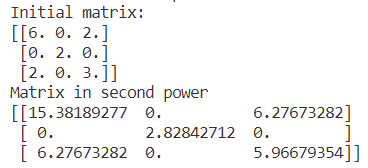 Initial matrix:
[[6. 0. 2.]
[0. 2. 0.]
[2. 0. 3.]]
Matrix in second power
[[15.38189277 0. 6.27673282]
[ 0. 2.82842712 0. ]
[ 6.27673282 0. 5.96679354]]